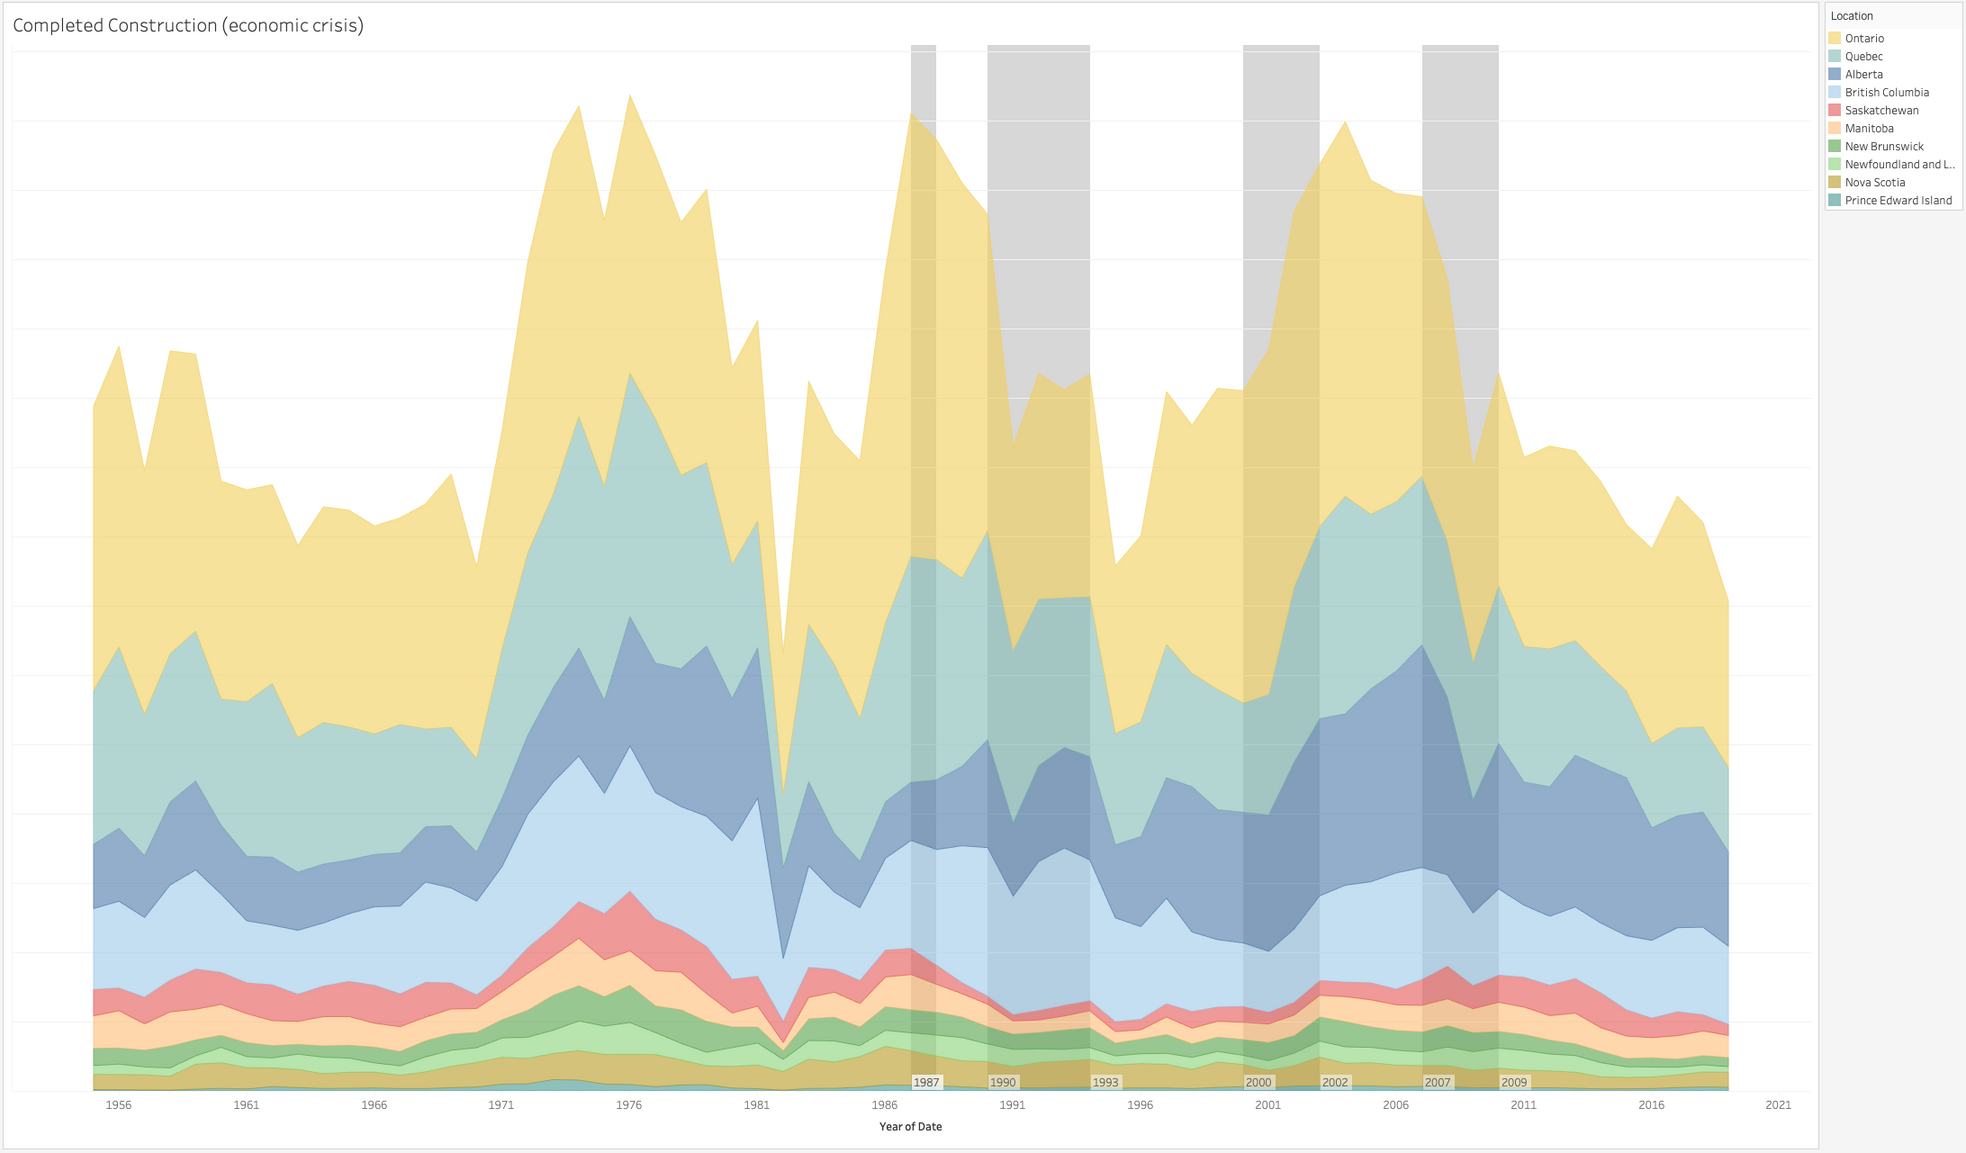 Completed Construction (economic crisis)
Location
Ontario
Quebec
Alberta
British Columbia
Saskatchewan
Manitoba
New Brunswick
Newfoundland and L..
Nova Scotia
Prince Edward Island
1987 1990 1993 2000 2002 2007 2009
1956 1961 1966 1971 1976 1981 1986 1991 1996 2001 2006 2011 2016 2021
Year of Date